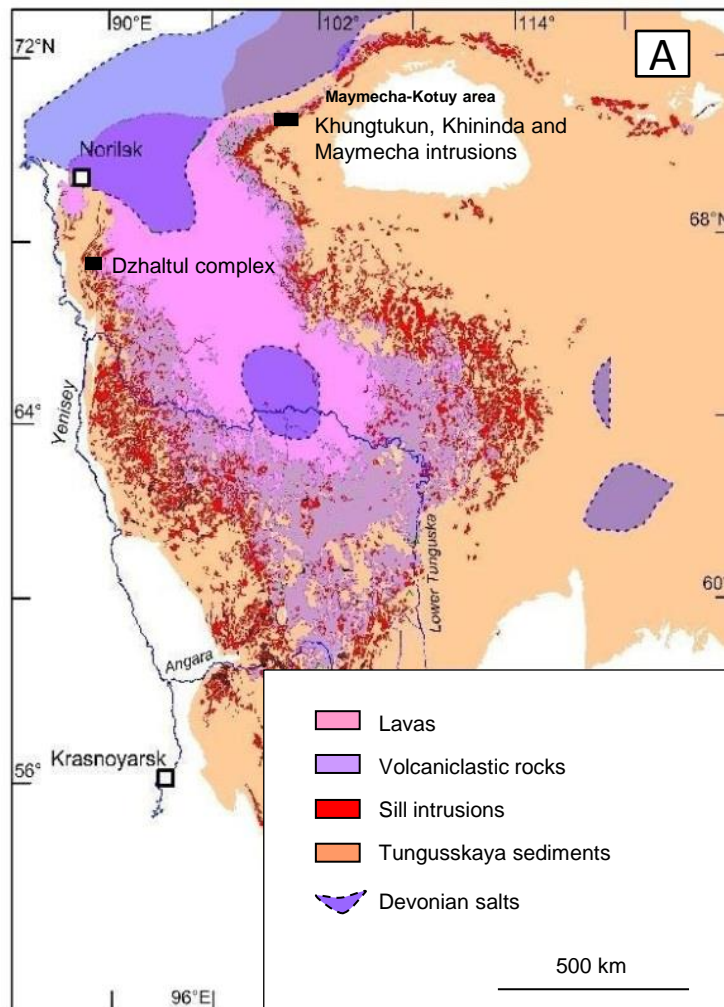 90°E
102°
114°
72°N
A
Maymecha-Kotuy area
Khungtukun, Khininda and
Maymecha intrusions
Norilsk
68°N
Dzhaltul complex
Yenisey
64°
Lower Tunguska
60°
Angara
Krasnoyarsk
56°
Lavas
Volcaniclastic rocks
Sill intrusions
Tungusskaya sediments
Devonian salts
500 km
96°E